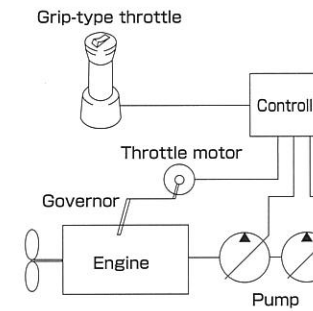 Grip-type throttle
Controll
Throttle motor
Governor
Engine
Pump